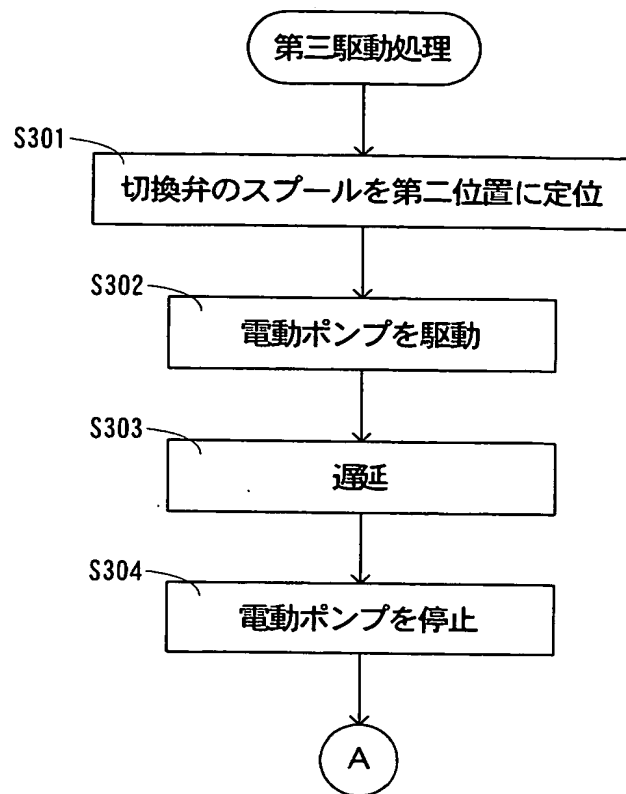 第三駆動処理
S301
切換弁のスプールを第二位置に定位
S302
電動ポンプを駆動
S303
遅延
S304
電動ポンプを停止
A